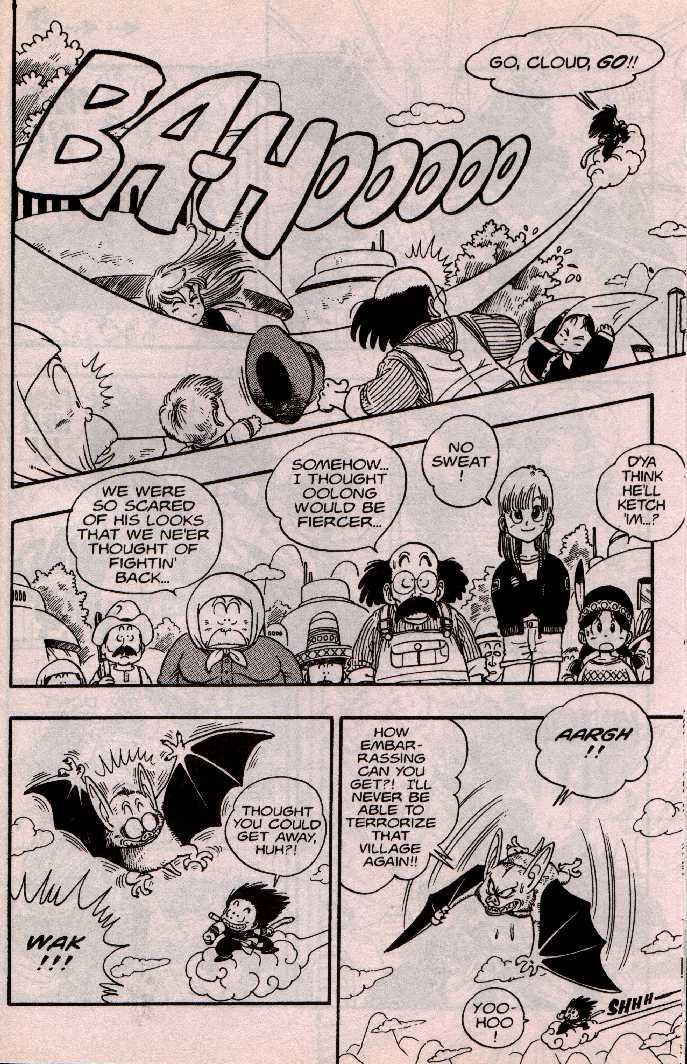 BA-HOOOOO
GO, CLOUD, GO!!
WE WERE
SO SCARED
OF HIS LOOKS
THAT WE NE'ER
THOUGHT OF
FIGHTIN'
BACK...
SOMEHOW...
I THOUGHT
OOLONG
WOULD BE
FIERCER...
NO
SWEAT
!
D'YA
THINK
HE'LL
KETCH
'IM...?
THOUGHT
YOU COULD
GET AWAY,
HUH?!
WAK
!!!
HOW
EMBAR-
RASSING
CAN YOU
GET?! I'LL
NEVER BE
ABLE TO
TERRORIZE
THAT
VILLAGE
AGAIN!!
AARGH
!!
YOO-
HOO
!
SHHH